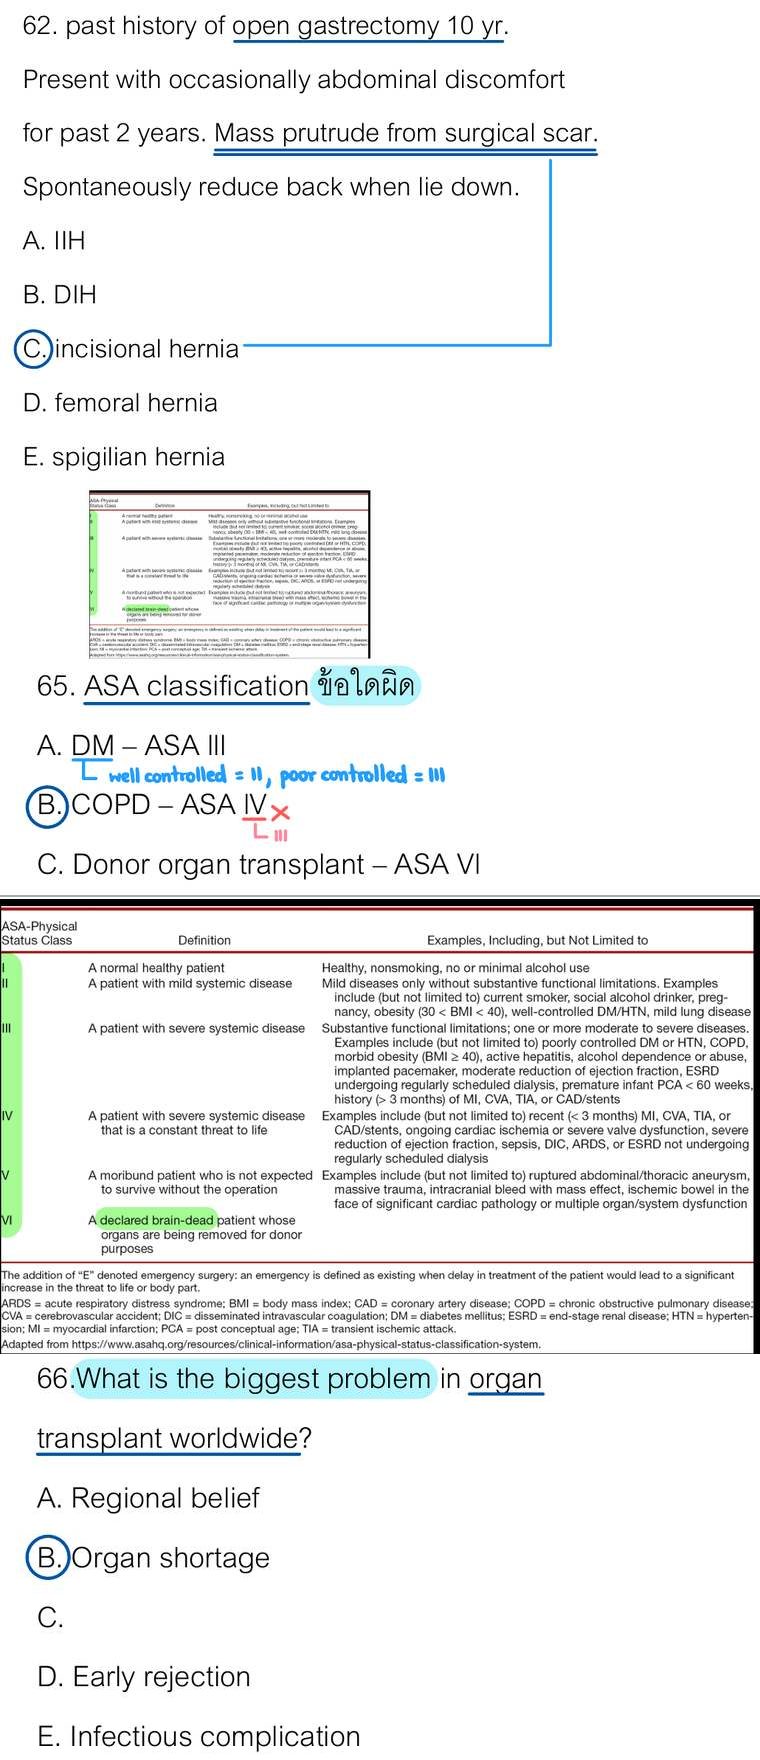 62. past history of open gastrectomy 10 yr.
Present with occasionally abdominal discomfort
for past 2 years. Mass prutrude from surgical scar.
Spontaneously reduce back when lie down.
A. IIH
B. DIH
C. incisional hernia
D. femoral hernia
E. spigilian hernia
65. ASA classification ข้อใดผิด
A. DM – ASA III
well controlled = II, poor controlled = III
B. COPD – ASA IV x
III
C. Donor organ transplant – ASA VI
ASA-Physical
Status Class Definition Examples, Including, but Not Limited to
I A normal healthy patient Healthy, nonsmoking, no or minimal alcohol use
II A patient with mild systemic disease Mild diseases only without substantive functional limitations. Examples
include (but not limited to) current smoker, social alcohol drinker, preg-
nancy, obesity (30 < BMI < 40), well-controlled DM/HTN, mild lung disease
III A patient with severe systemic disease Substantive functional limitations; one or more moderate to severe diseases.
Examples include (but not limited to) poorly controlled DM or HTN, COPD,
morbid obesity (BMI ≥ 40), active hepatitis, alcohol dependence or abuse,
implanted pacemaker, moderate reduction of ejection fraction, ESRD
undergoing regularly scheduled dialysis, premature infant PCA < 60 weeks,
history (> 3 months) of MI, CVA, TIA, or CAD/stents
IV A patient with severe systemic disease Examples include (but not limited to) recent (< 3 months) MI, CVA, TIA, or
that is a constant threat to life CAD/stents, ongoing cardiac ischemia or severe valve dysfunction, severe
reduction of ejection fraction, sepsis, DIC, ARDS, or ESRD not undergoing
regularly scheduled dialysis
V A moribund patient who is not expected Examples include (but not limited to) ruptured abdominal/thoracic aneurysm,
to survive without the operation massive trauma, intracranial bleed with mass effect, ischemic bowel in the
face of significant cardiac pathology or multiple organ/system dysfunction
VI A declared brain-dead patient whose
organs are being removed for donor
purposes
The addition of "E" denoted emergency surgery: an emergency is defined as existing when delay in treatment of the patient would lead to a significant
increase in the threat to life or body part.
ARDS = acute respiratory distress syndrome; BMI = body mass index; CAD = coronary artery disease; COPD = chronic obstructive pulmonary disease;
CVA = cerebrovascular accident; DIC = disseminated intravascular coagulation; DM = diabetes mellitus; ESRD = end-stage renal disease; HTN = hyperten-
sion; MI = myocardial infarction; PCA = post conceptual age; TIA = transient ischemic attack.
Adapted from https://www.asahq.org/resources/clinical-information/asa-physical-status-classification-system.
66.What is the biggest problem in organ
transplant worldwide?
A. Regional belief
B. Organ shortage
C.
D. Early rejection
E. Infectious complication